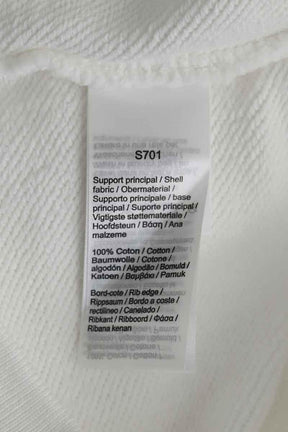 S701
Support principal / Shell
fabric / Obermaterial /
Supporto principale / base
principal / Suporte principal /
Vigtigste støttemateriale /
Hoofdsteun / Βάση / Ana
malzeme
100% Coton / Cotton /
Baumwolle / Cotone /
algodón / Algodão / Bomuld /
Katoen / Βαμβάκι / Pamuk
Bord-cote / Rib edge /
Rippsaum / Bordo a coste /
rectilineo / Canelado /
Ribkant / Ribboord / Φάσα /
Ribana kenarı